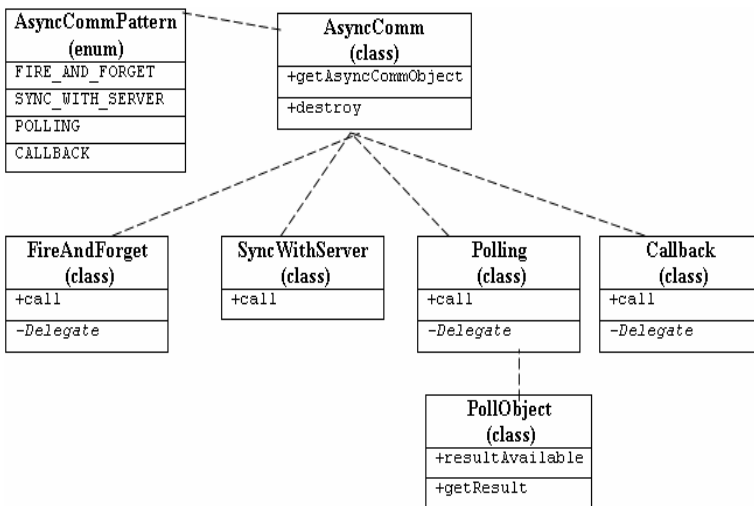 AsyncCommPattern
(enum)
FIRE_AND_FORGET
SYNC_WITH_SERVER
POLLING
CALLBACK
AsyncComm
(class)
+getAsyncCommObject
+destroy
FireAndForget
(class)
+call
-Delegate
SyncWithServer
(class)
+call
Polling
(class)
+call
-Delegate
Callback
(class)
+call
-Delegate
PollObject
(class)
+resultAvailable
+getResult